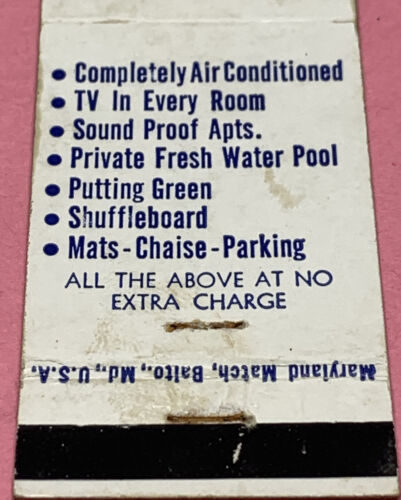 • Completely Air Conditioned
• TV In Every Room
• Sound Proof Apts.
• Private Fresh Water Pool
• Putting Green
• Shuffleboard
• Mats - Chaise - Parking
ALL THE ABOVE AT NO
EXTRA CHARGE
Maryland Match, Balto., Md., U.S.A.